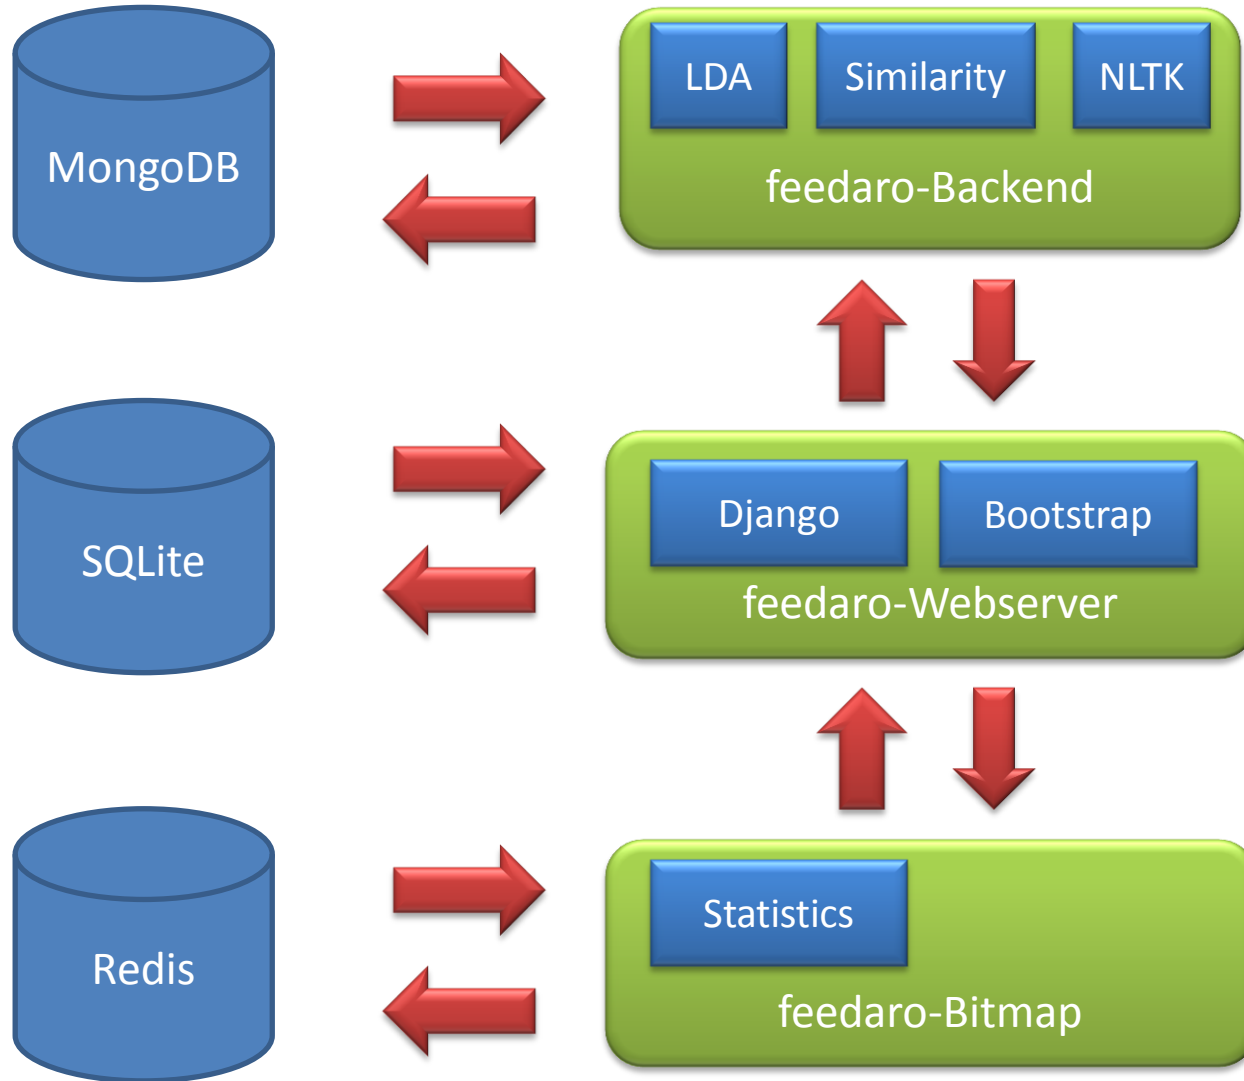 MongoDB
LDA
Similarity
NLTK
feedaro-Backend
SQLite
Django
Bootstrap
feedaro-Webserver
Redis
Statistics
feedaro-Bitmap